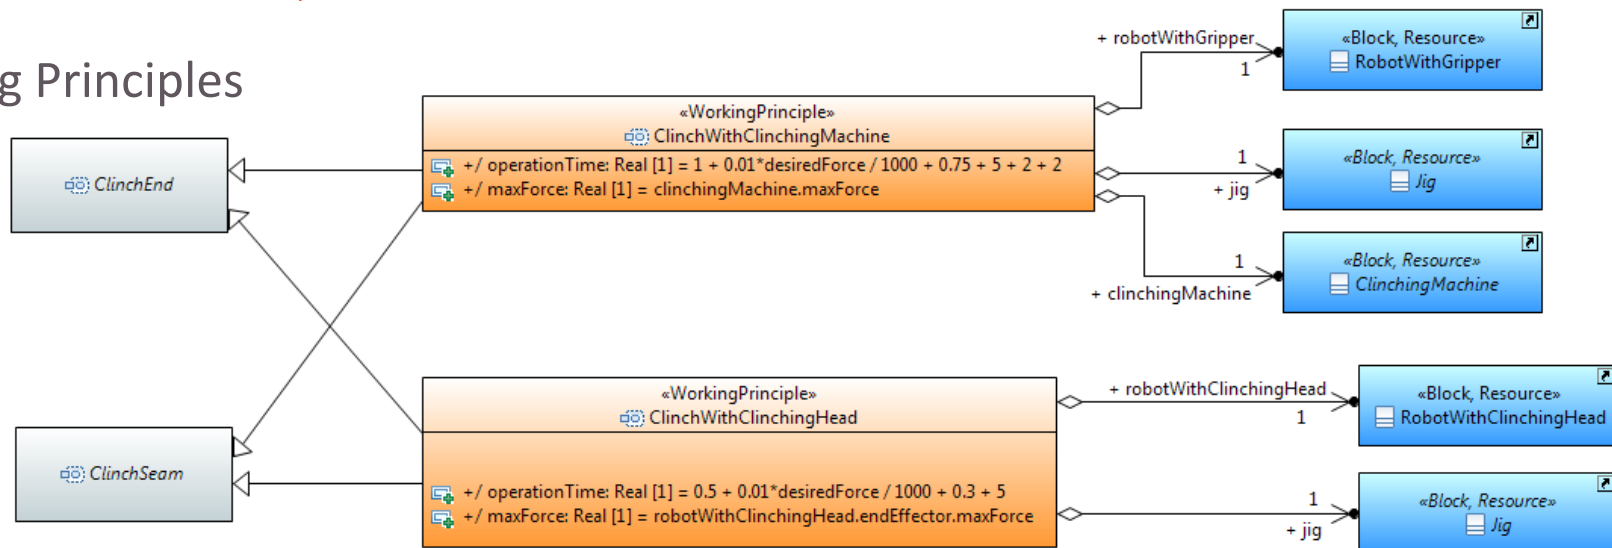 g Principles
ClinchEnd
ClinchSeam
«WorkingPrinciple»
ClinchWithClinchingMachine
+/ operationTime: Real [1] = 1 + 0.01*desiredForce / 1000 + 0.75 + 5 + 2 + 2
+/ maxForce: Real [1] = clinchingMachine.maxForce
+ robotWithGripper
1
«Block, Resource»
RobotWithGripper
1
+ jig
«Block, Resource»
Jig
1
+ clinchingMachine
«Block, Resource»
ClinchingMachine
«WorkingPrinciple»
ClinchWithClinchingHead
+/ operationTime: Real [1] = 0.5 + 0.01*desiredForce / 1000 + 0.3 + 5
+/ maxForce: Real [1] = robotWithClinchingHead.endEffector.maxForce
+ robotWithClinchingHead
1
«Block, Resource»
RobotWithClinchingHead
1
+ jig
«Block, Resource»
Jig